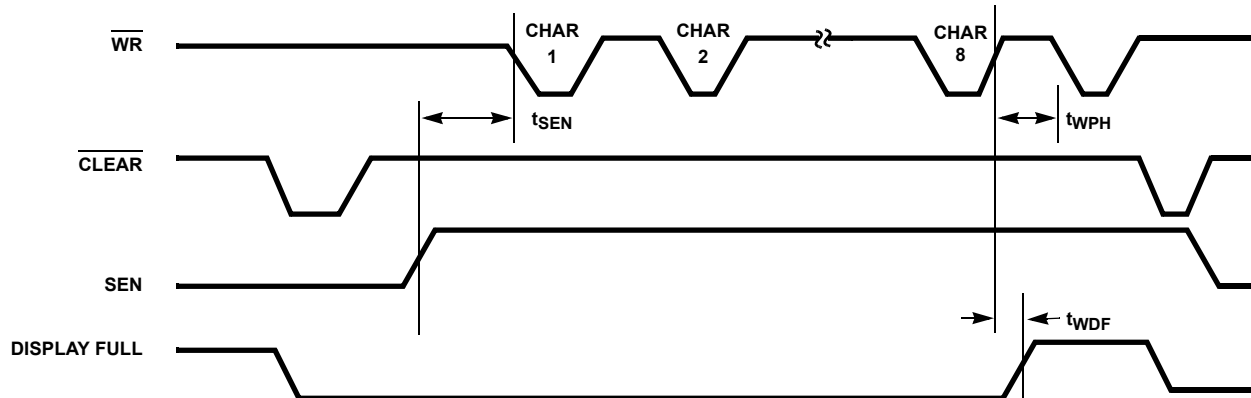 WR
CHAR
1
CHAR
2
CHAR
8
tSEN
tWPH
CLEAR
SEN
tWDF
DISPLAY FULL